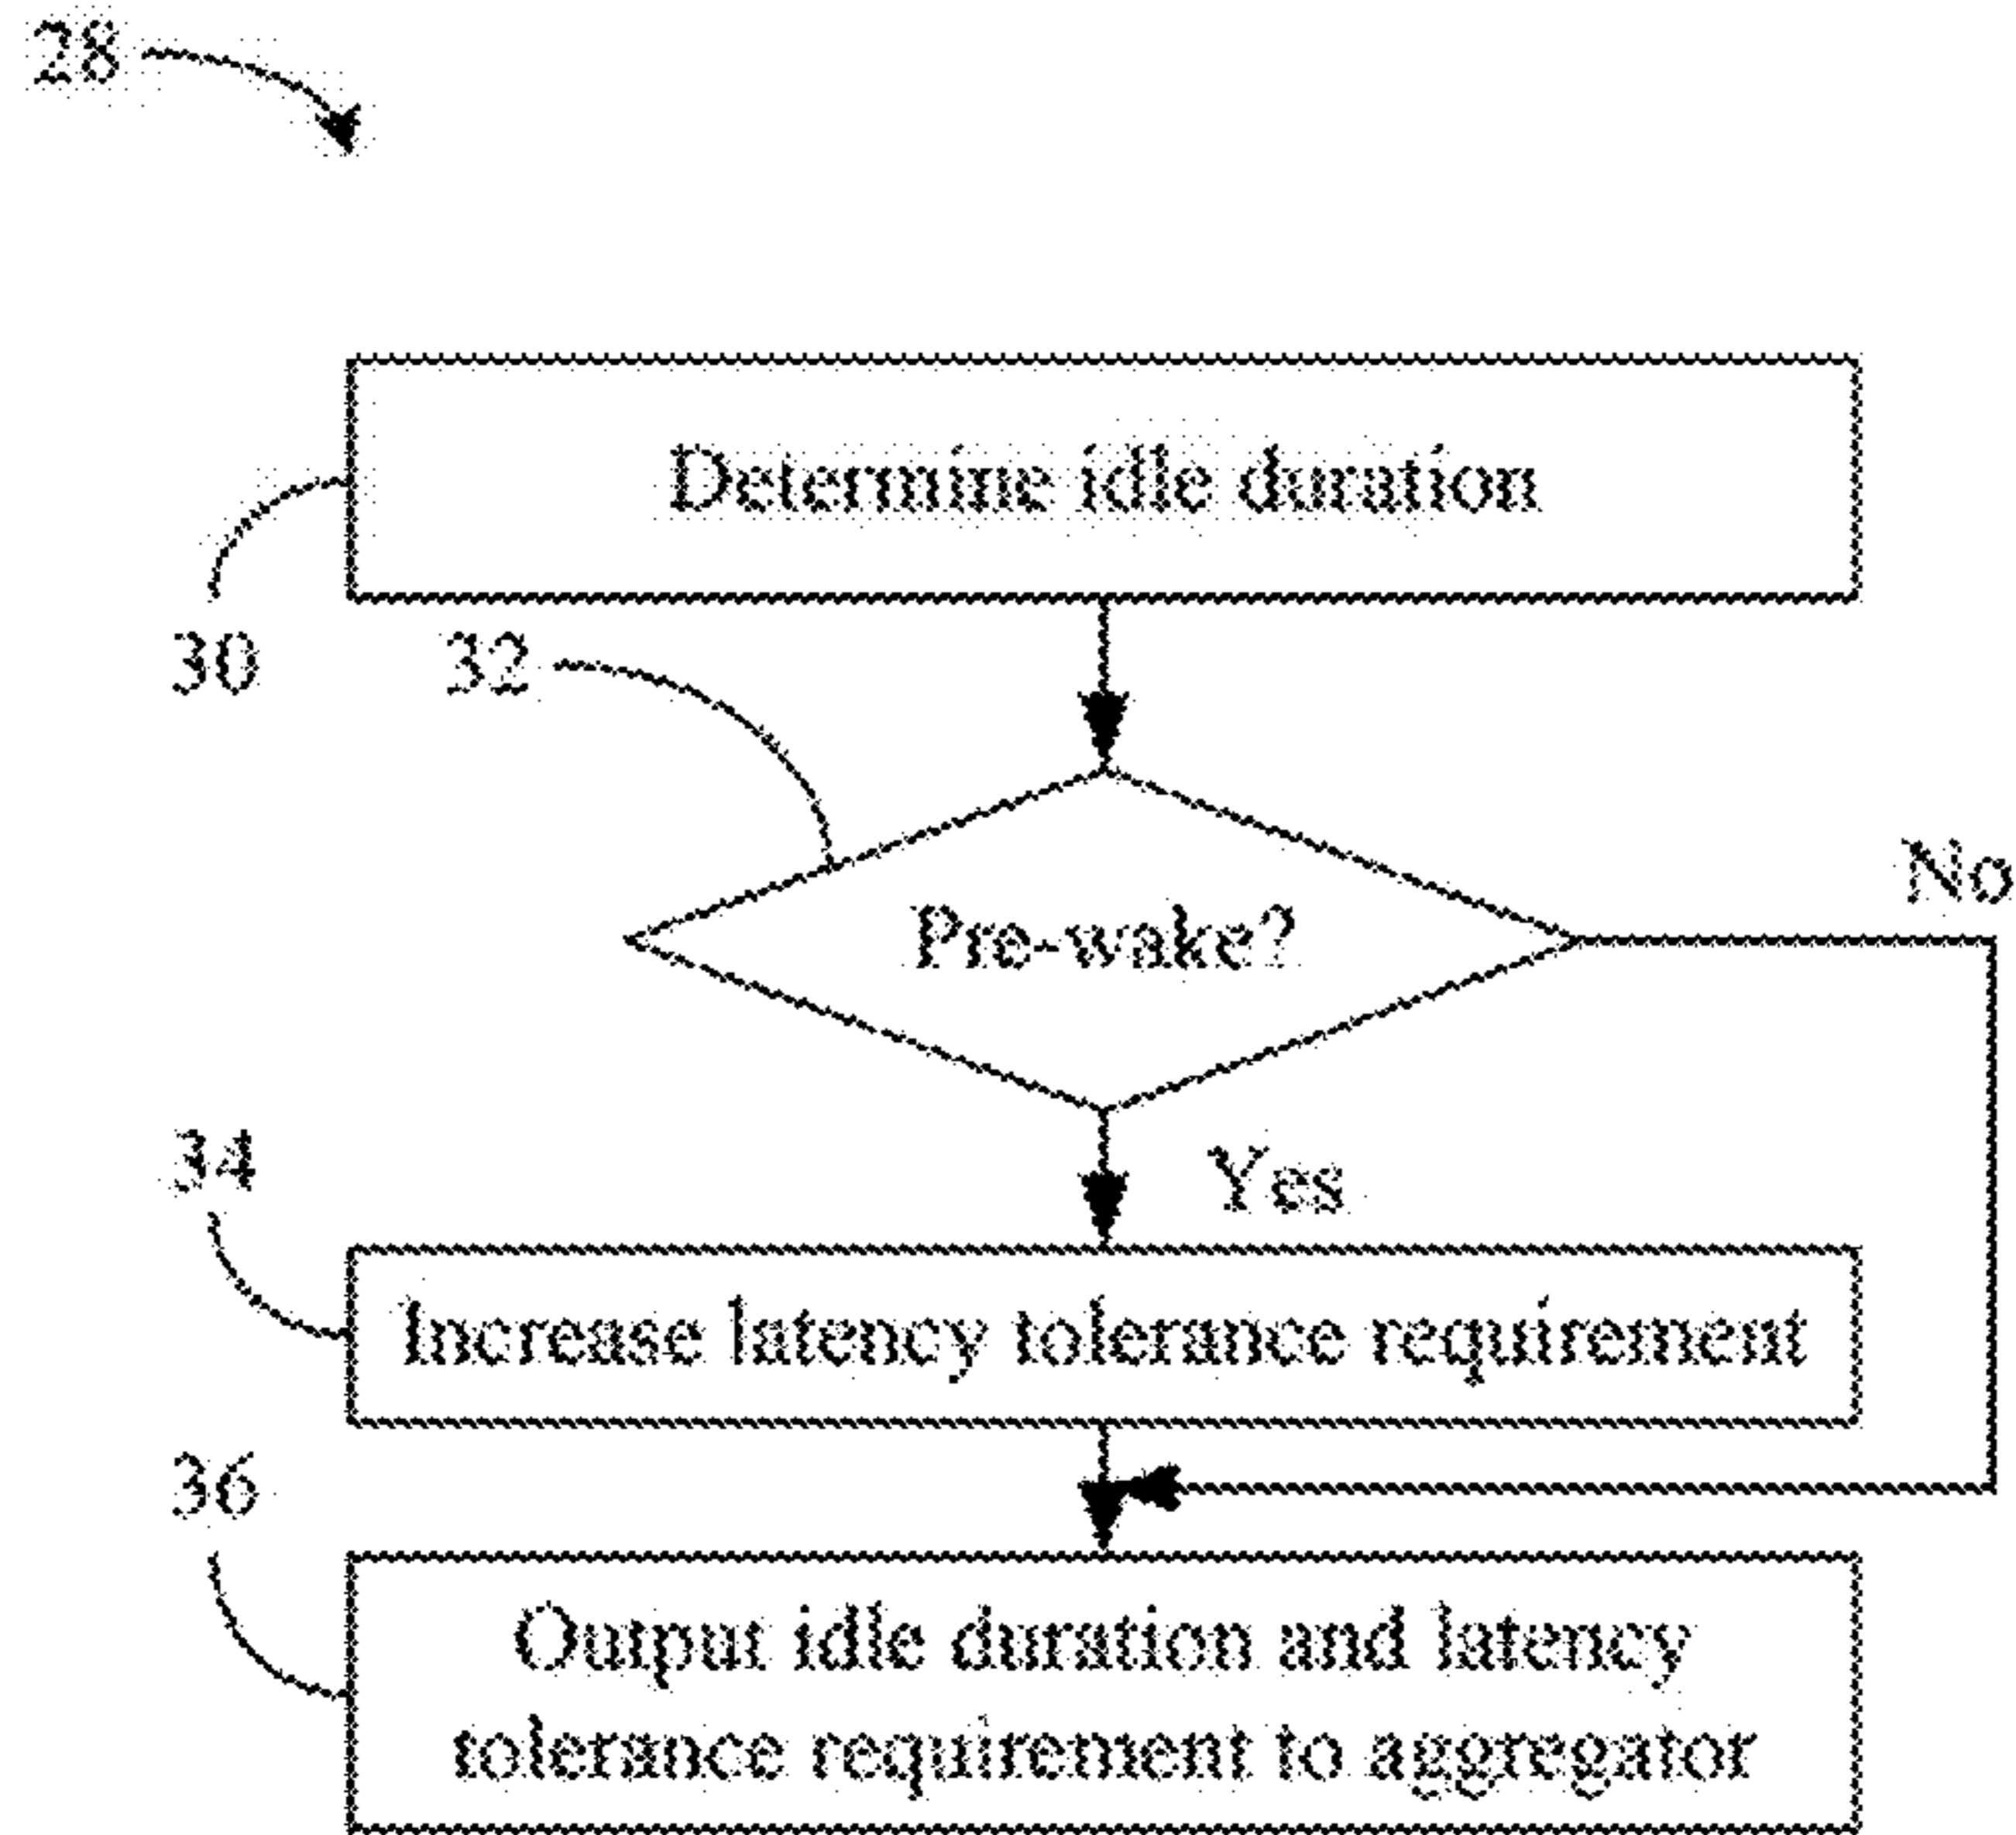 28
Determine idle duration
30
32
No
Pre-wake?
34
Yes
Increase latency tolerance requirement
36
Output idle duration and latency
tolerance requirement to aggregator